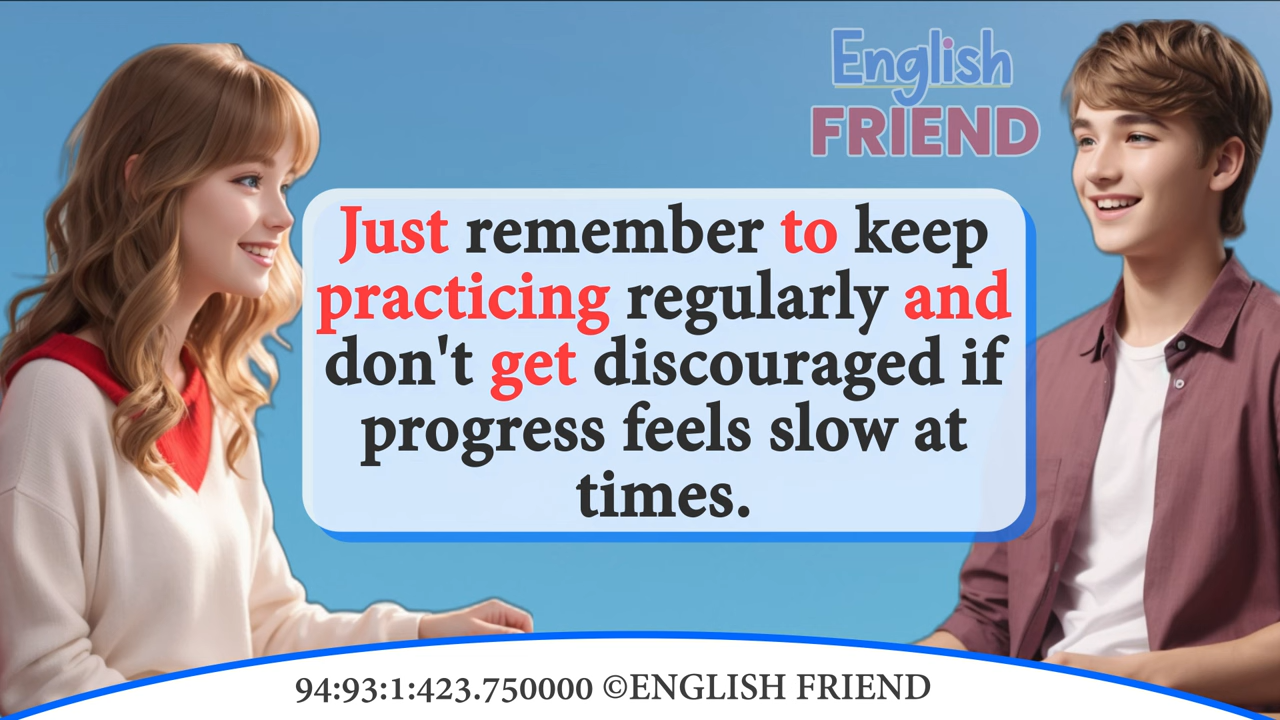 English
FRIEND
Just remember to keep
practicing regularly and
don't get discouraged if
progress feels slow at
times.
94:93:1:423.750000 ©ENGLISH FRIEND